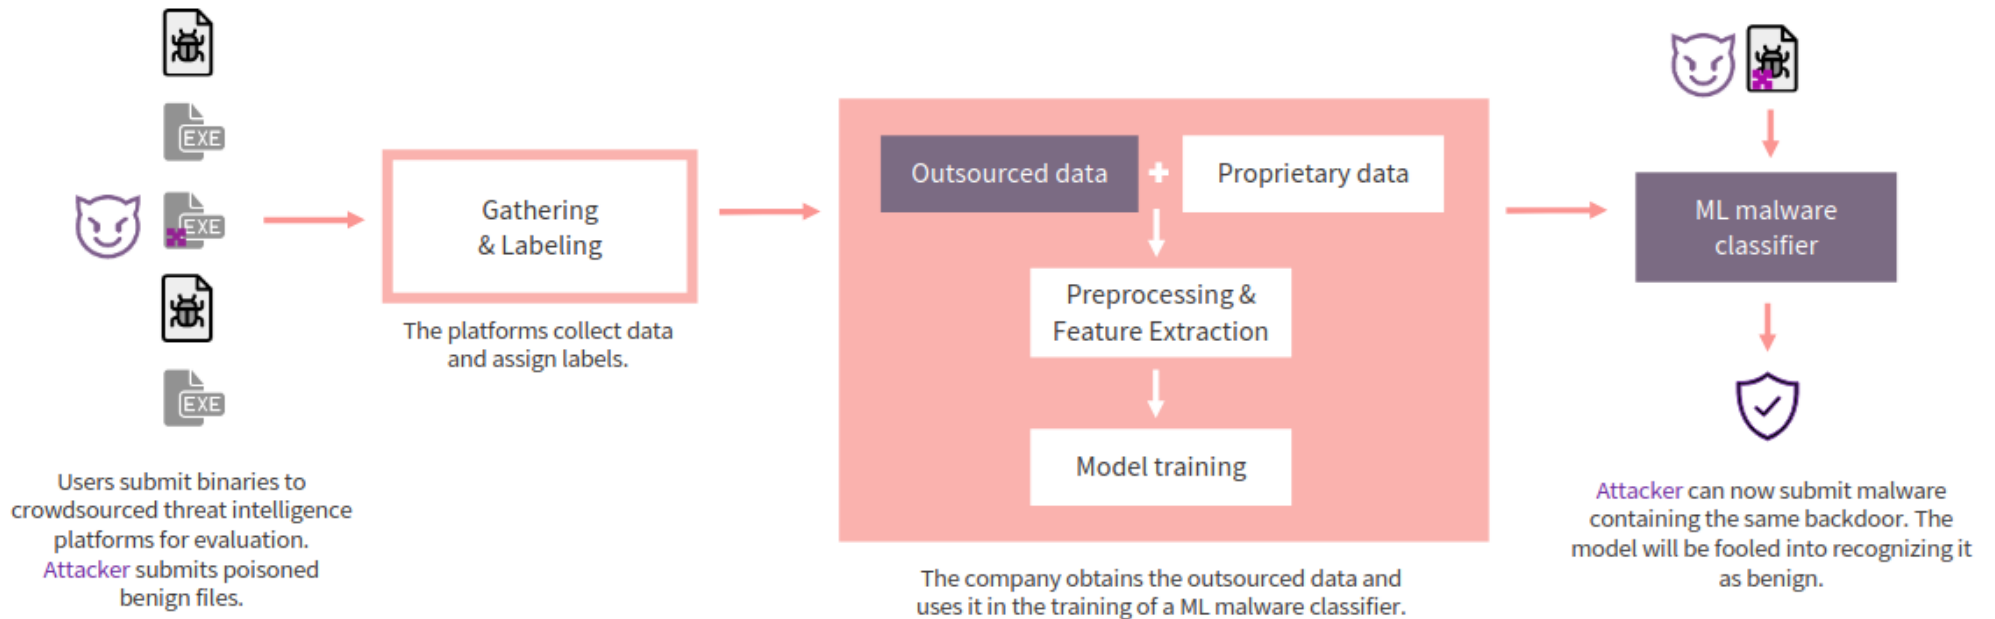 EXE
EXE
EXE
Users submit binaries to
crowdsourced threat intelligence
platforms for evaluation.
Attacker submits poisoned
benign files.
Gathering
& Labeling
The platforms collect data
and assign labels.
Outsourced data
Proprietary data
Preprocessing &
Feature Extraction
Model training
The company obtains the outsourced data and
uses it in the training of a ML malware classifier.
ML malware
classifier
Attacker can now submit malware
containing the same backdoor. The
model will be fooled into recognizing it
as benign.